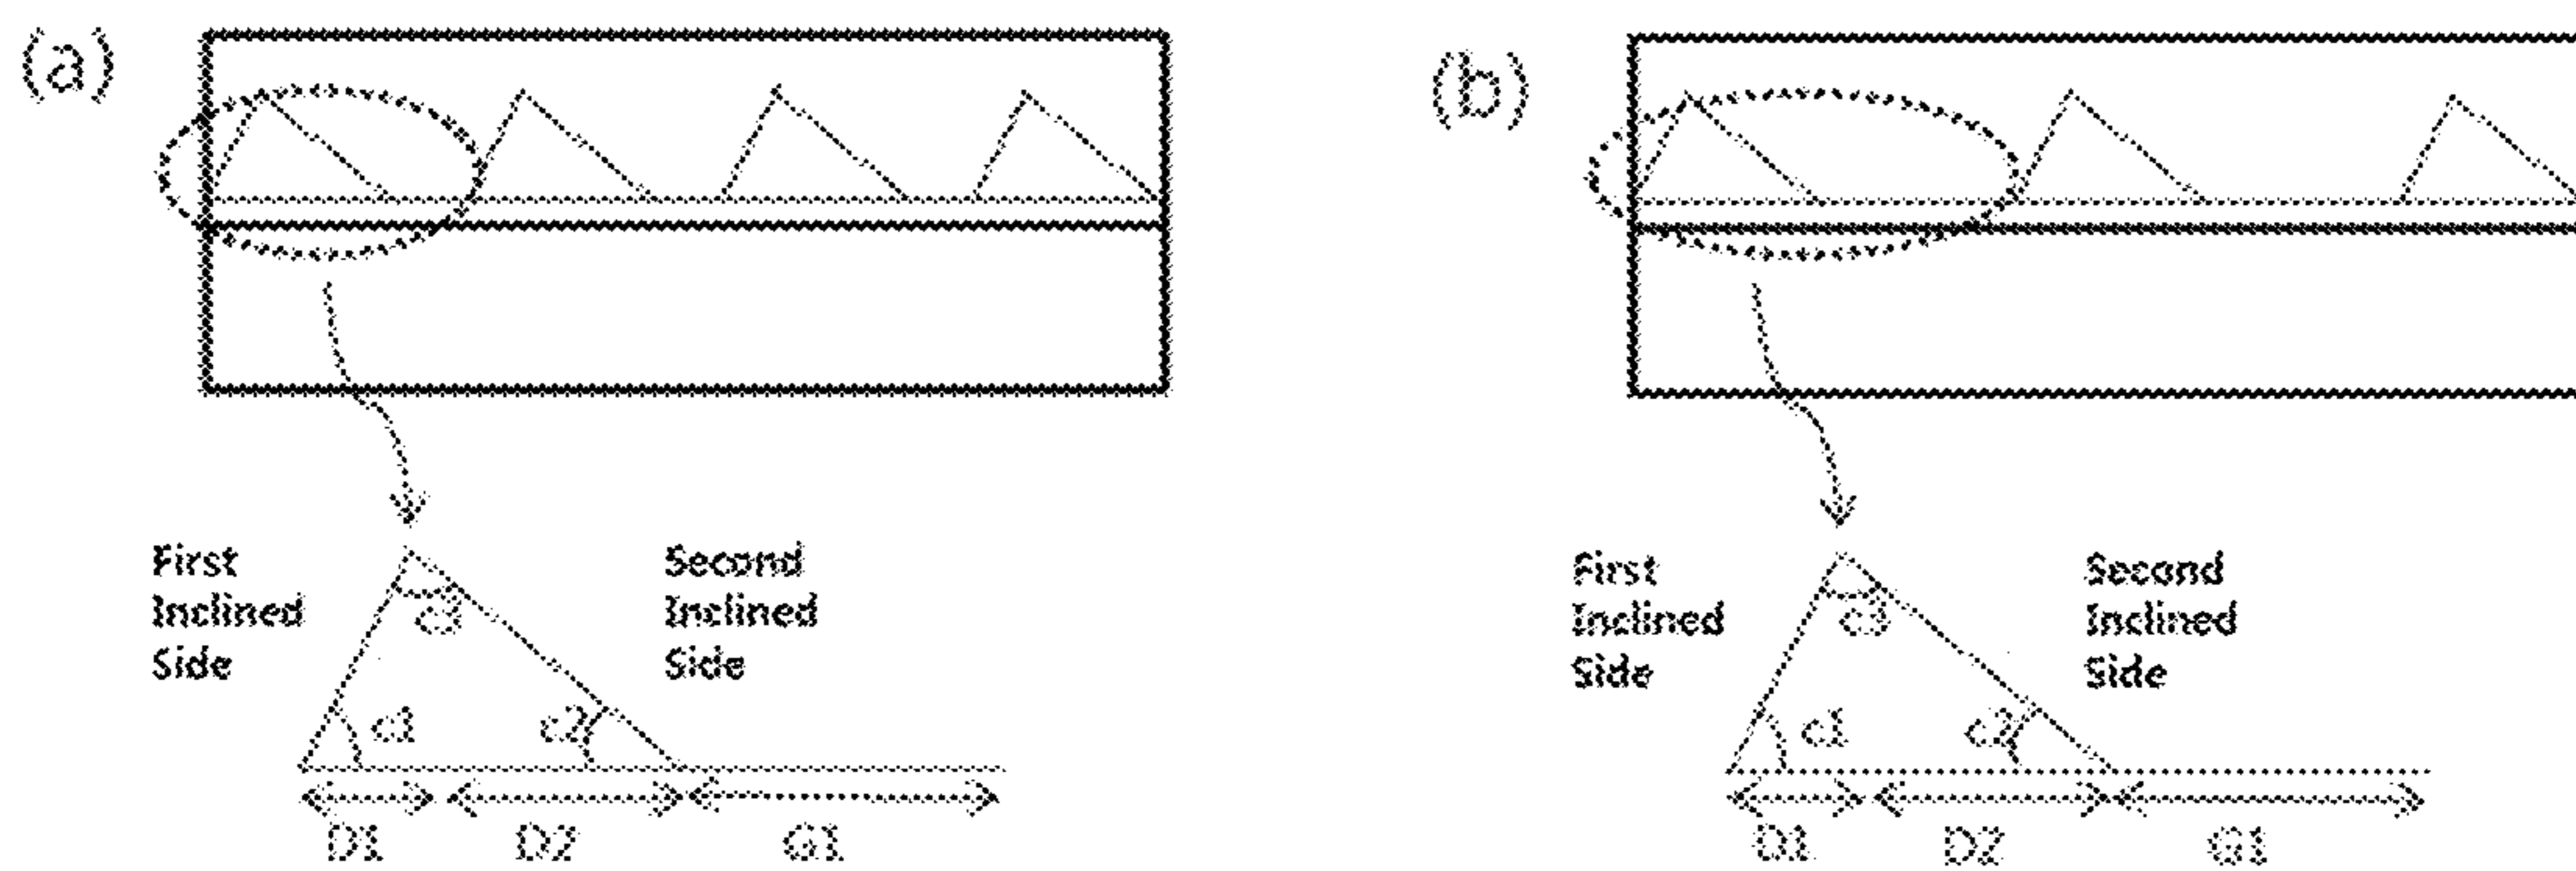 (a)
First
Inclined
Side
Second
Inclined
Side
c3
c1
c2
D1
D2
G1
(b)
First
Inclined
Side
Second
Inclined
Side
c3
c1
c2
D1
D2
G1